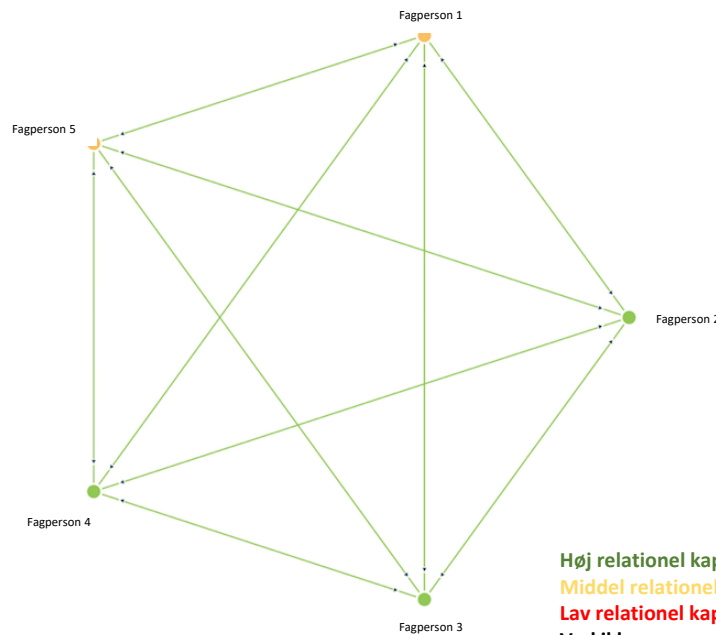 Fagperson 1
Fagperson 5
Fagperson 2
Fagperson 4
Fagperson 3
Høj relationel
Middel relationel
Lav relationel